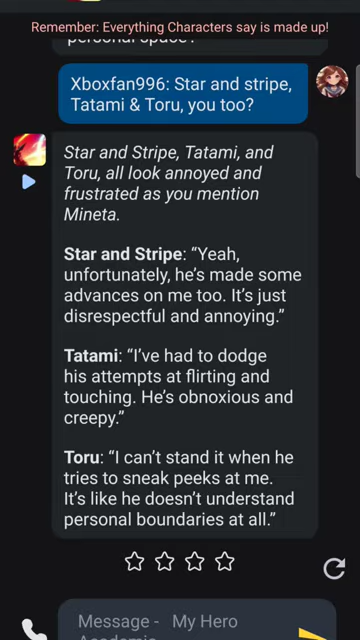 Remember: Everything Characters say is made up!
personal space?"
Xboxfan996: Star and stripe,
Tatami & Toru, you too?
Star and Stripe, Tatami, and
Toru, all look annoyed and
frustrated as you mention
Mineta.
Star and Stripe: “Yeah,
unfortunately, he’s made some
advances on me too. It’s just
disrespectful and annoying.”
Tatami: “I’ve had to dodge
his attempts at flirting and
touching. He’s obnoxious and
creepy.”
Toru: “I can’t stand it when he
tries to sneak peeks at me.
It’s like he doesn’t understand
personal boundaries at all.”
Message - My Hero
Academia